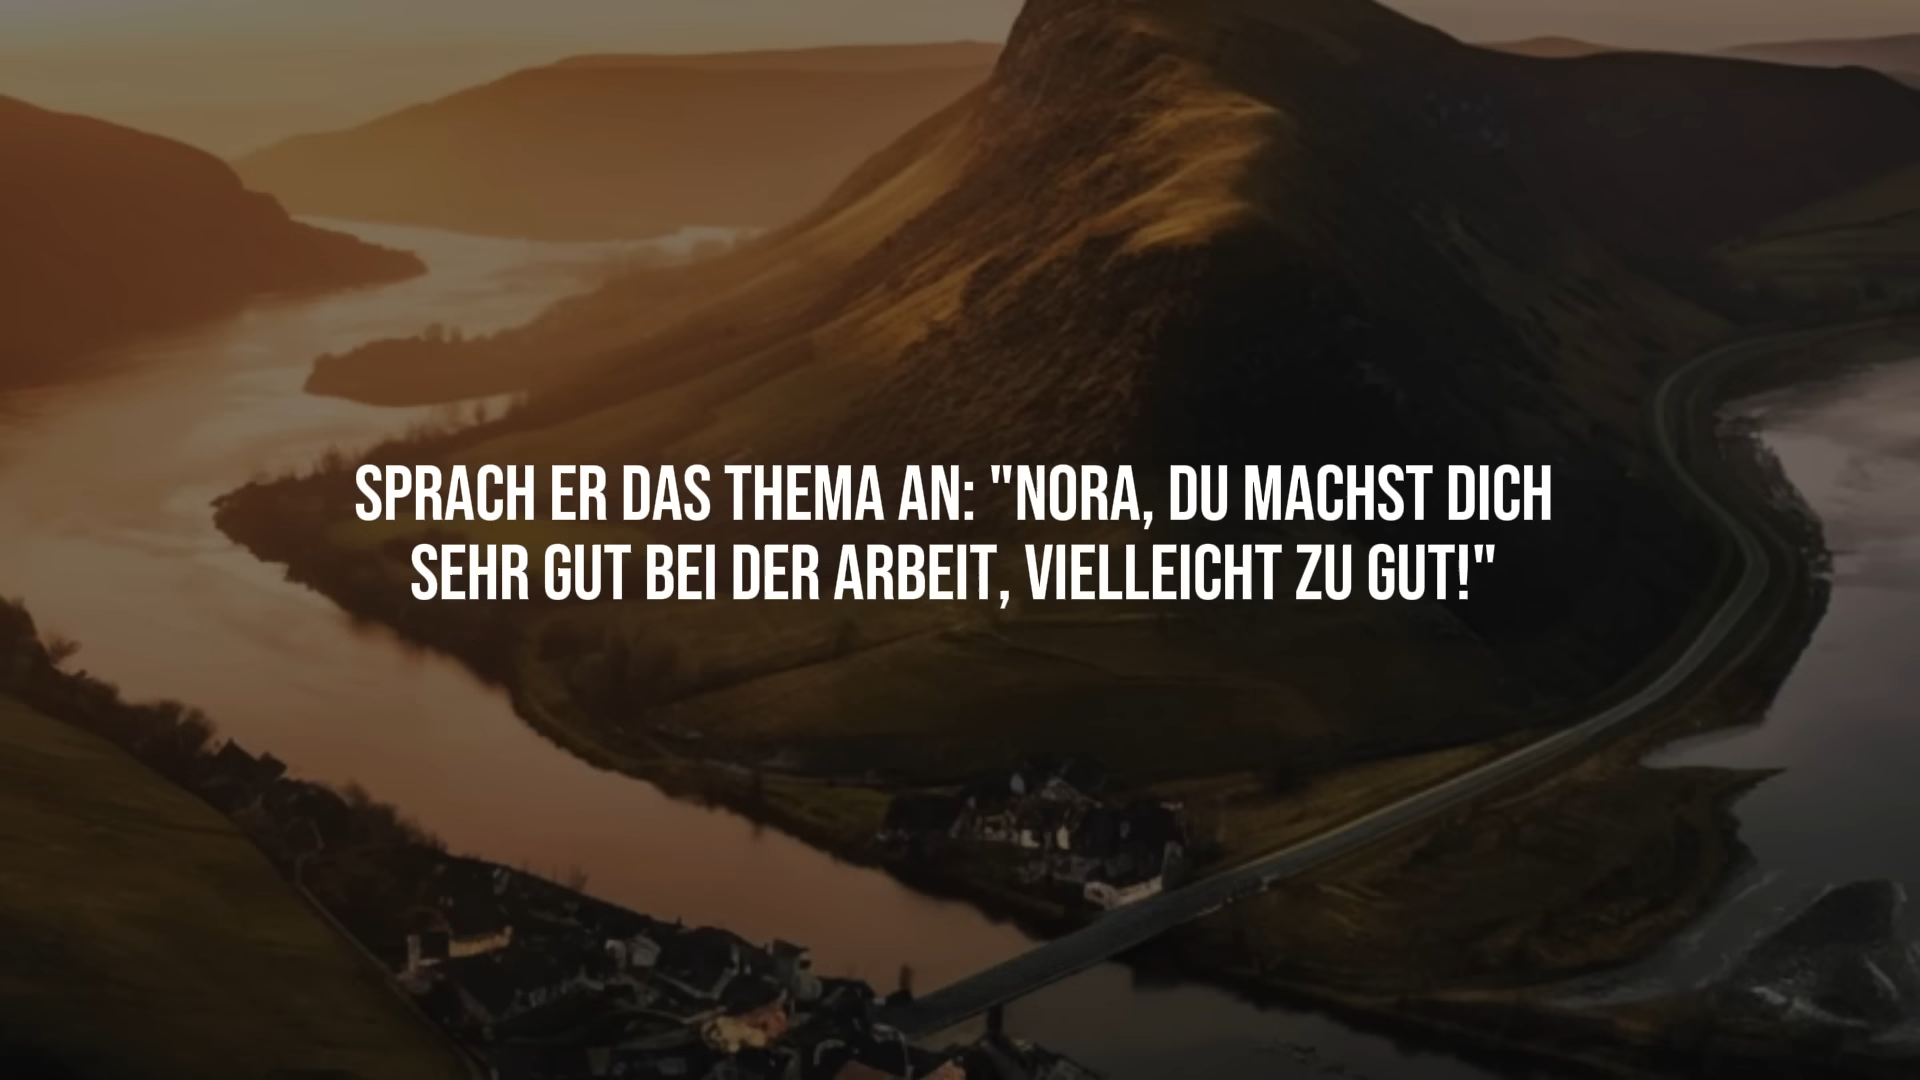 SPRACH ER DAS THEMA AN: "NORA, DU MACHST DICH
SEHR GUT BEI DER ARBEIT, VIELLEICHT ZU GUT!"